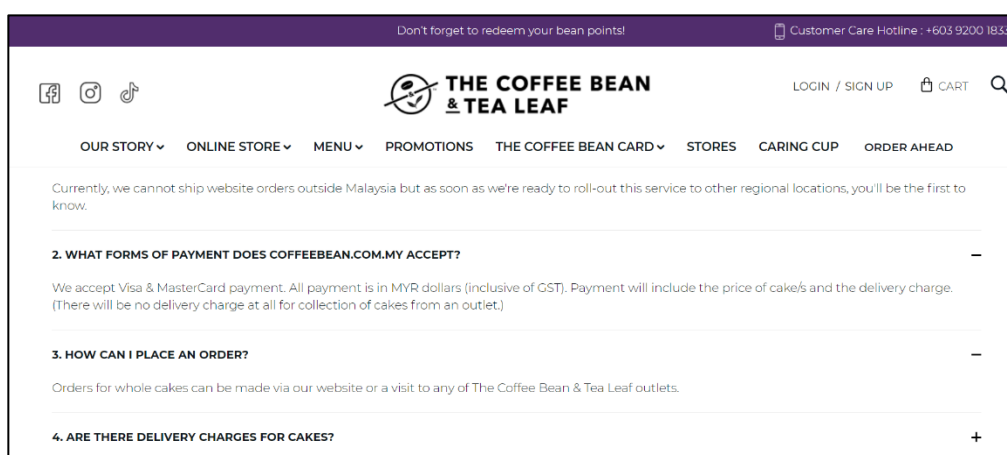 Don't forget to redeem your bean points!
Customer Care Hotline : +603 9200 1833
THE COFFEE BEAN
& TEA LEAF
LOGIN / SIGN UP
CART
OUR STORY ONLINE STORE MENU PROMOTIONS THE COFFEE BEAN CARD STORES CARING CUP ORDER AHEAD
Currently, we cannot ship website orders outside Malaysia but as soon as we're ready to roll-out this service to other regional locations, you'll be the first to
know.
2. WHAT FORMS OF PAYMENT DOES COFFEEBEAN.COM.MY ACCEPT?
We accept Visa & MasterCard payment. All payment is in MYR dollars (inclusive of GST). Payment will include the price of cake/s and the delivery charge.
(There will be no delivery charge at all for collection of cakes from an outlet.)
3. HOW CAN I PLACE AN ORDER?
Orders for whole cakes can be made via our website or a visit to any of The Coffee Bean & Tea Leaf outlets.
4. ARE THERE DELIVERY CHARGES FOR CAKES?